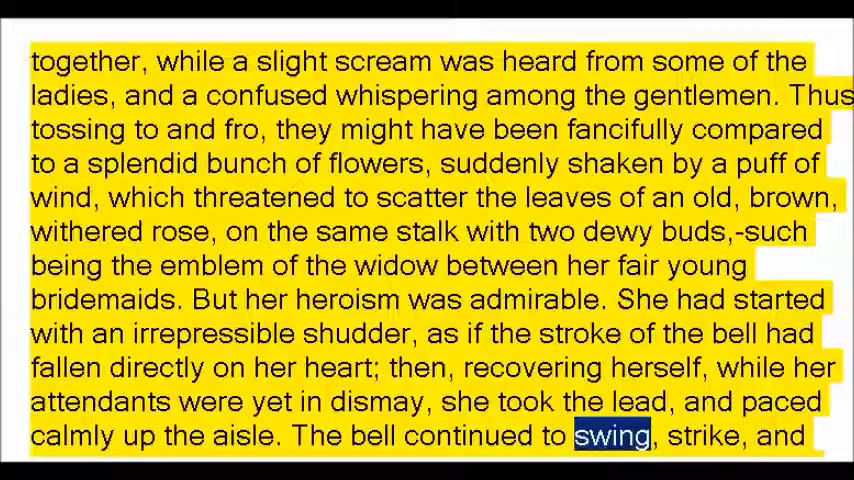 together, while a slight scream was heard from some of the
ladies, and a confused whispering among the gentlemen. Thus
tossing to and fro, they might have been fancifully compared
to a splendid bunch of flowers, suddenly shaken by a puff of
wind, which threatened to scatter the leaves of an old, brown,
withered rose, on the same stalk with two dewy buds,-such
being the emblem of the widow between her fair young
bridemaids. But her heroism was admirable. She had started
with an irrepressible shudder, as if the stroke of the bell had
fallen directly on her heart; then, recovering herself, while her
attendants were yet in dismay, she took the lead, and paced
calmly up the aisle. The bell continued to swing, strike, and